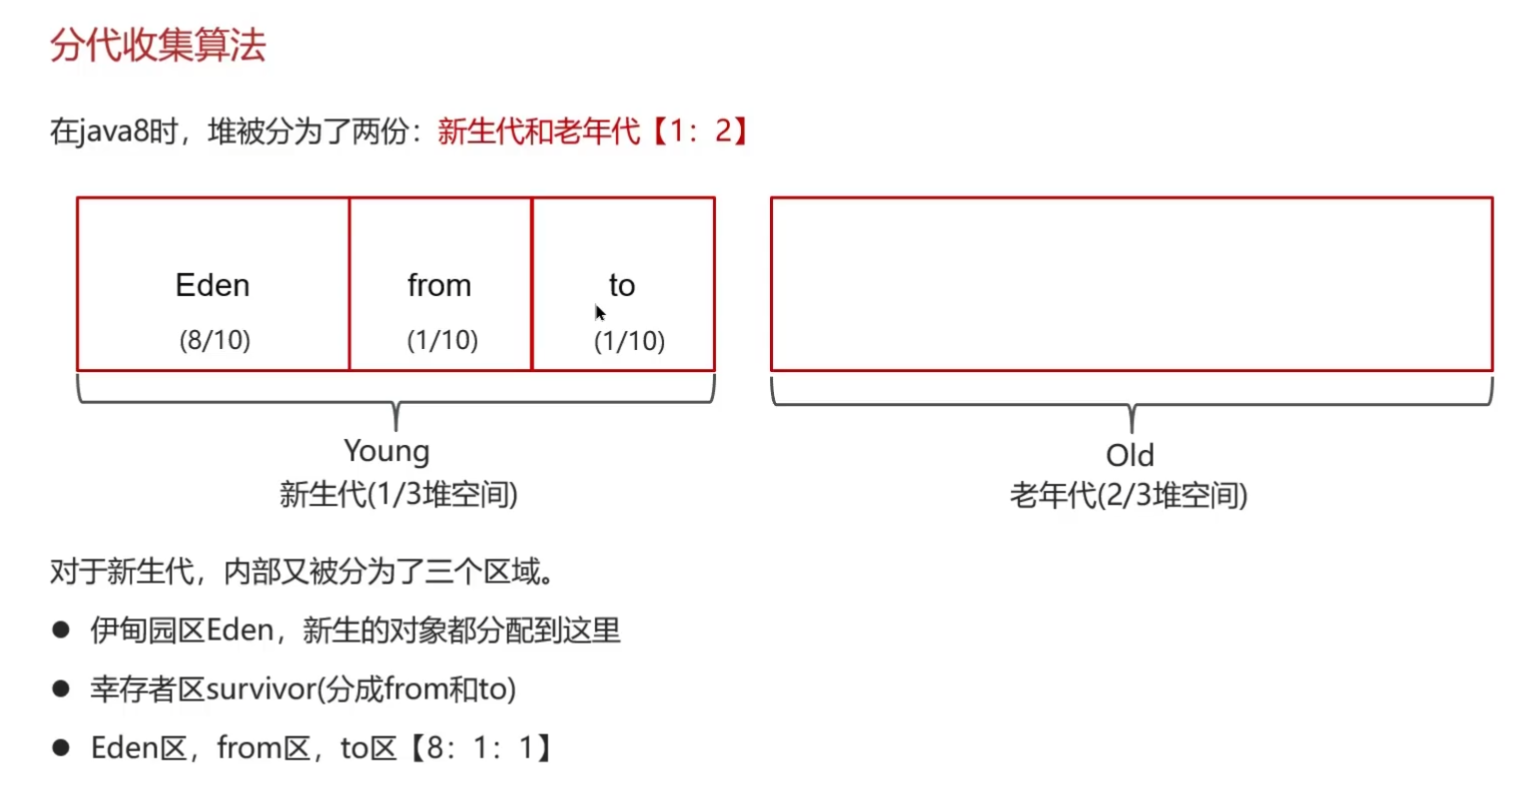 分代收集算法
在java8时，堆被分为了两份：新生代和老年代【1：2】
Eden
from
to
(8/10)
(1/10)
(1/10)
Young
新生代(1/3堆空间)
Old
老年代(2/3堆空间)
对于新生代，内部又被分为了三个区域。
● 伊甸园区Eden，新生的对象都分配到这里
● 幸存者区survivor(分成from和to)
● Eden区，from区，to区【8：1：1】